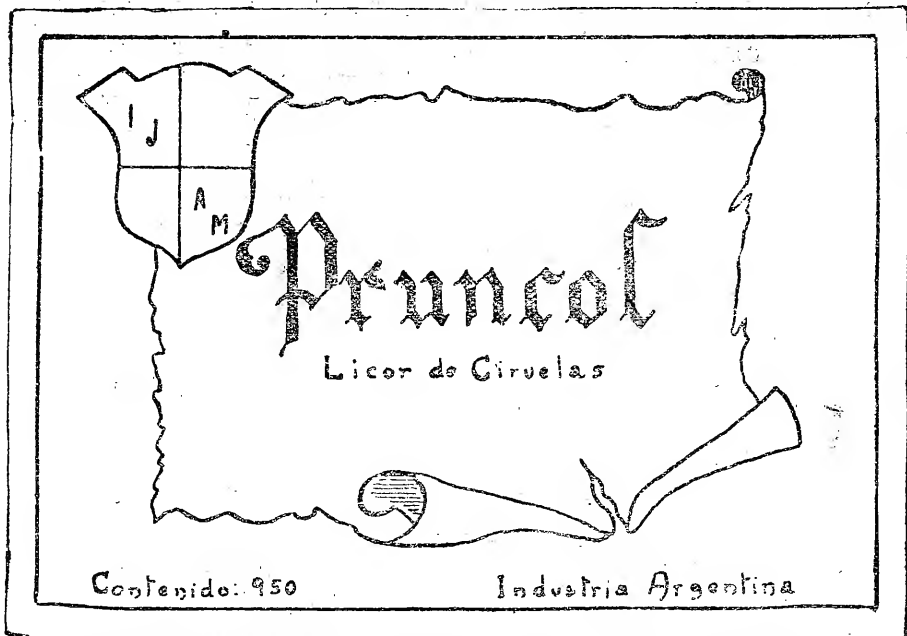 I J
A M
Pruncol
Licor de Ciruelas
Contenido: 950
Industria Argentina